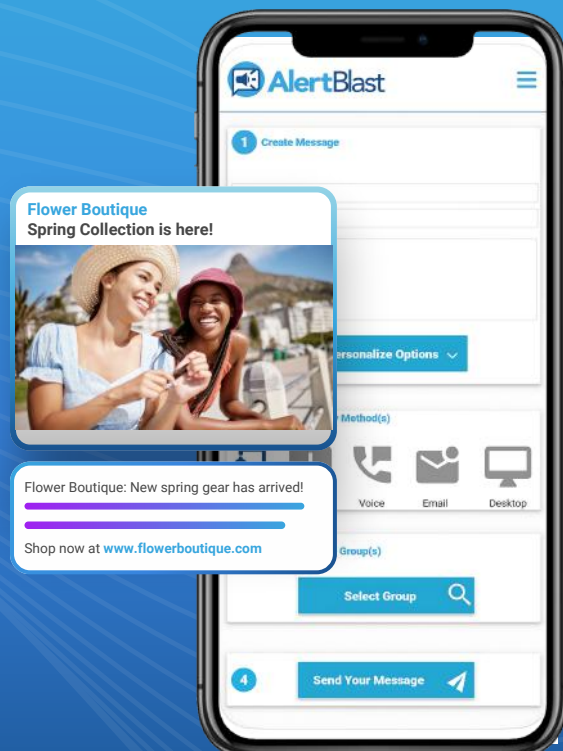 AlertBlast
1 Create Message
Flower Boutique
Spring Collection is here!
Options
Method(s)
Voice Email Desktop
Flower Boutique: New spring gear has arrived!
Shop now at www.flowerboutique.com
Group(s)
Select Group
4 Send Your Message